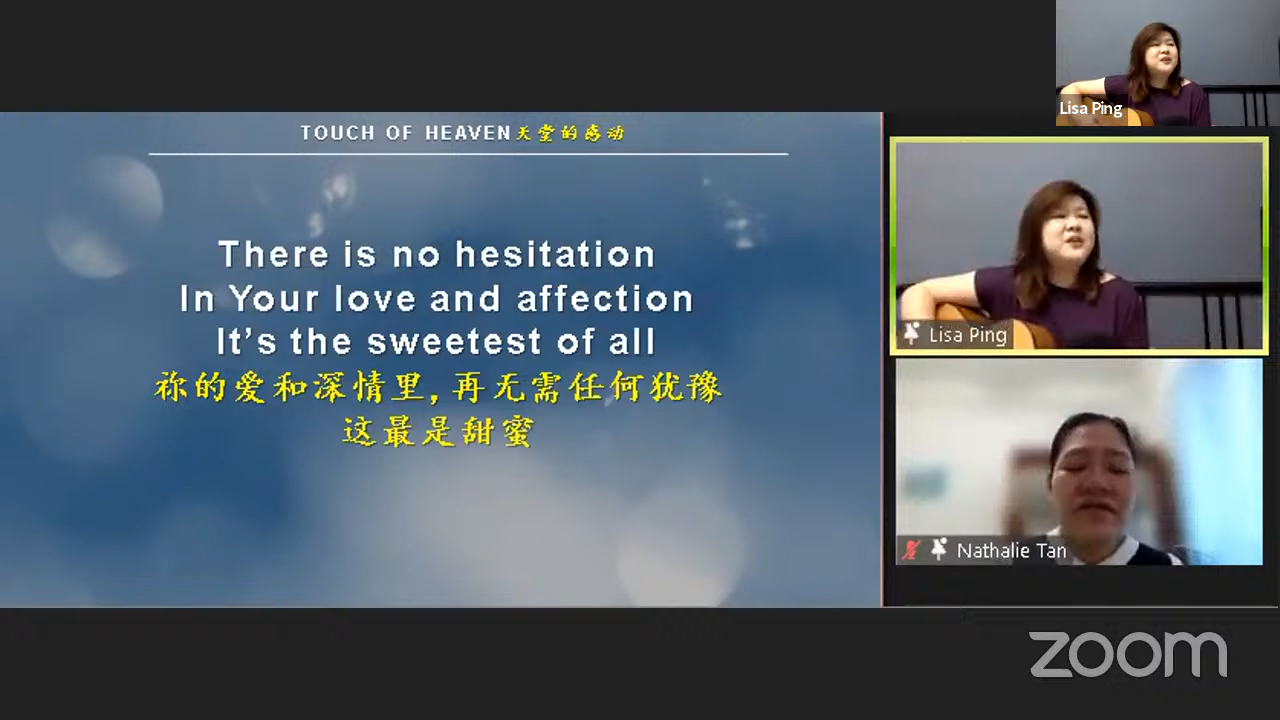 TOUCH OF HEAVEN天堂的感动
There is no hesitation
In Your love and affection
It's the sweetest of all
祢的爱和深情里,再无需任何犹豫
这最是甜蜜
Lisa Ping
Lisa Ping
Nathalie Tan
zoom